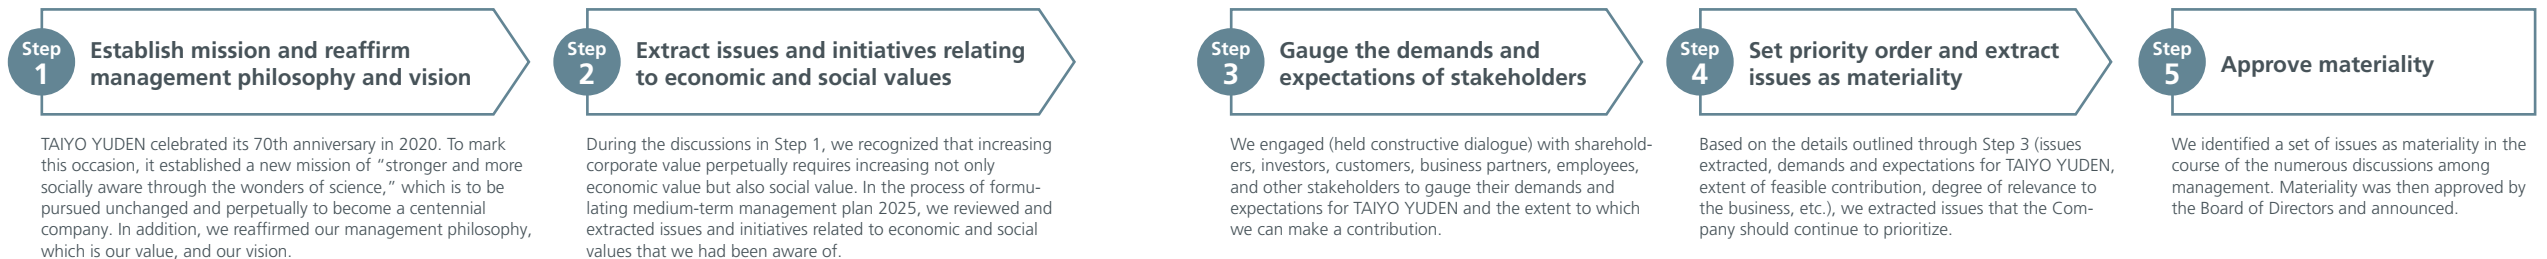 Step
1
Establish mission and reaffirm
management philosophy and vision
TAIYO YUDEN celebrated its 70th anniversary in 2020. To mark
this occasion, it established a new mission of “stronger and more
socially aware through the wonders of science,” which is to be
pursued unchanged and perpetually to become a centennial
company. In addition, we reaffirmed our management philosophy,
which is our value, and our vision.
Step
2
Extract issues and initiatives relating
to economic and social values
During the discussions in Step 1, we recognized that increasing
corporate value perpetually requires increasing not only
economic value but also social value. In the process of formu-
lating medium-term management plan 2025, we reviewed and
extracted issues and initiatives related to economic and social
values that we had been aware of.
Step
3
Gauge the demands and
expectations of stakeholders
We engaged (held constructive dialogue) with sharehold-
ers, investors, customers, business partners, employees,
and other stakeholders to gauge their demands and
expectations for TAIYO YUDEN and the extent to which
we can make a contribution.
Step
4
Set priority order and extract
issues as materiality
Based on the details outlined through Step 3 (issues
extracted, demands and expectations for TAIYO YUDEN,
extent of feasible contribution, degree of relevance to
the business, etc.), we extracted issues that the Com-
pany should continue to prioritize.
Step
5
Approve materiality
We identified a set of issues as materiality in the
course of the numerous discussions among
management. Materiality was then approved by
the Board of Directors and announced.